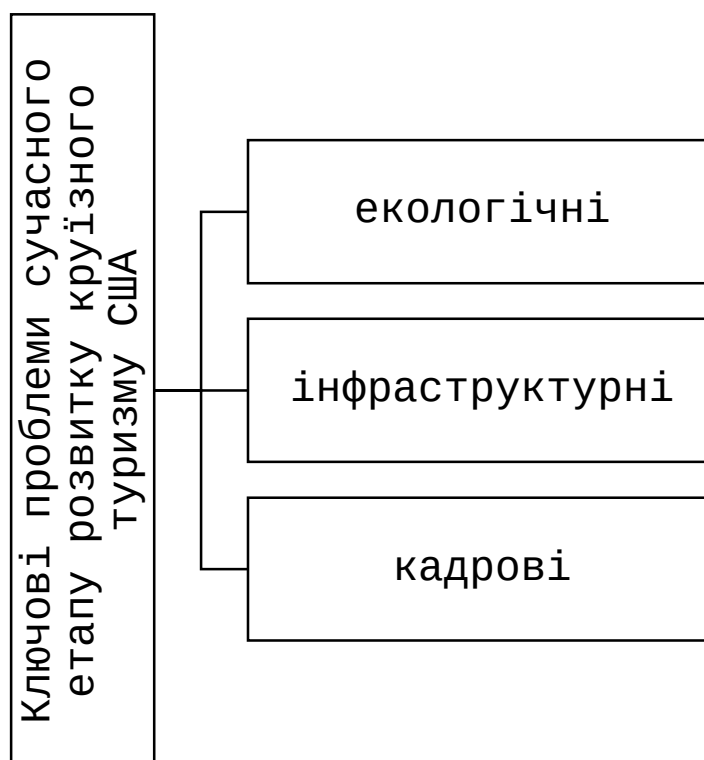 Ключові проблеми сучасного
етапу розвитку круїзного
туризму США
екологічні
інфраструктурні
кадрові